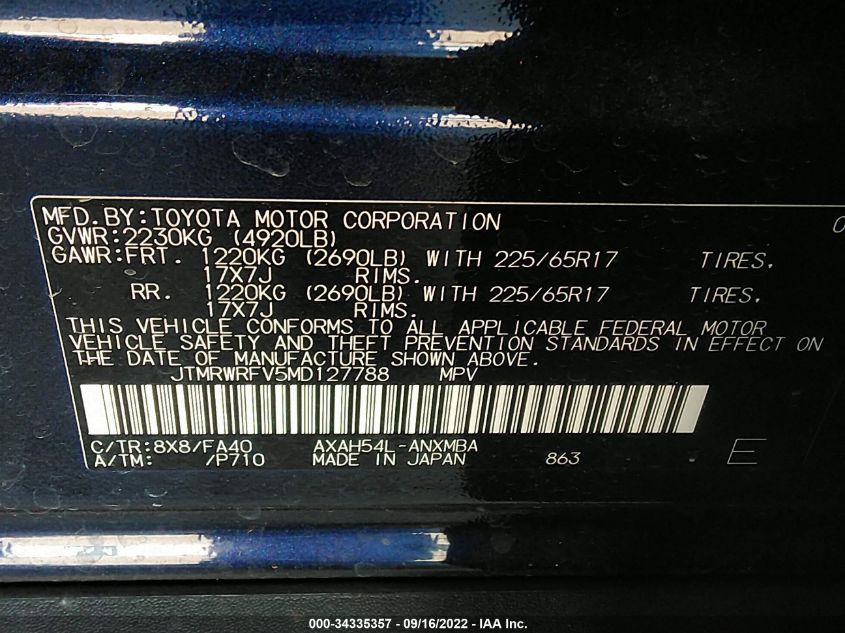 MFD.BY:TOYOTA MOTOR CORPORATION
GVWR:2230KG (4920LB)
GAWR:FRT. 1220KG (2690LB) WITH 225/65R17 TIRES,
17X7J RIMS.
RR. 1220KG (2690LB) WITH 225/65R17 TIRES,
17X7J RIMS.
THIS VEHICLE CONFORMS TO ALL APPLICABLE FEDERAL MOTOR
VEHICLE SAFETY AND THEFT PREVENTION STANDARDS IN EFFECT ON
THE DATE OF MANUFACTURE SHOWN ABOVE.
JTMRWRFV5MD127788 MPV
C/TR:8X8/FA40 AXAH54L-ANXMBA
A/TM: /P710 MADE IN JAPAN 863 E
000-34335357 - 09/16/2022 - IAA Inc.